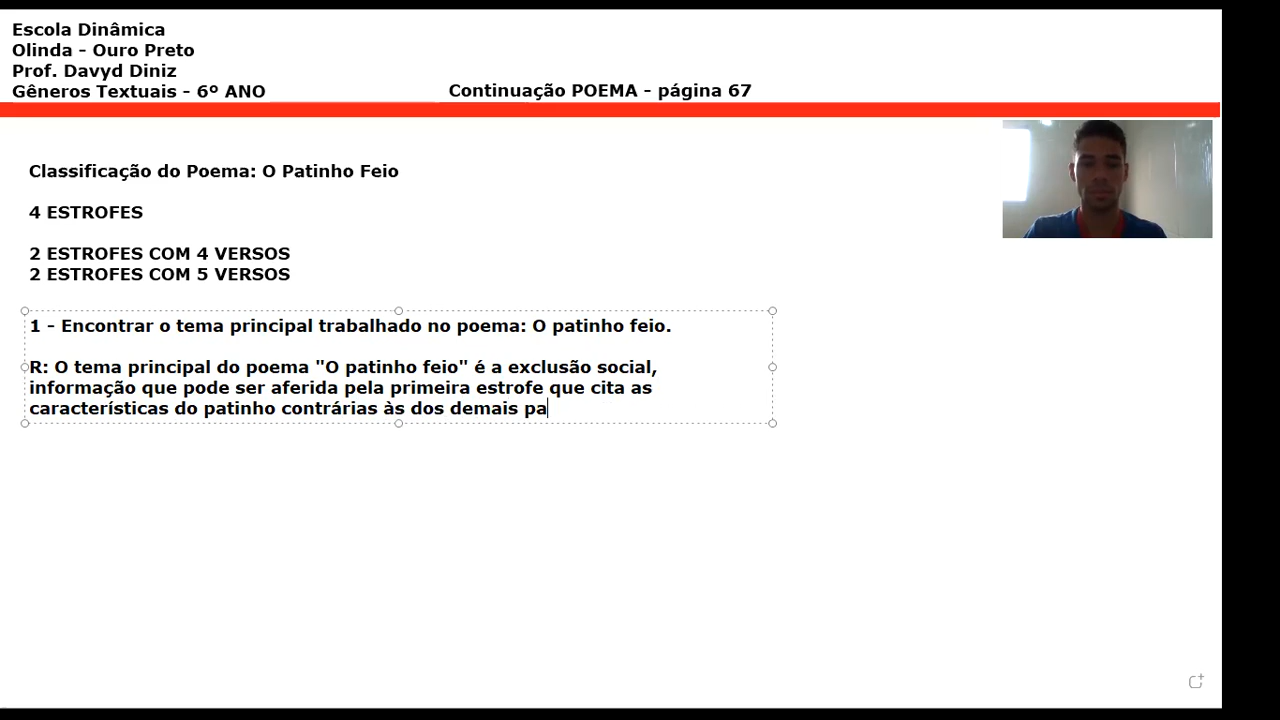 Escola Dinâmica
Olinda - Ouro Preto
Prof. Davyd Diniz
Gêneros Textuais - 6º ANO
Continuação POEMA - página 67
Classificação do Poema: O Patinho Feio
4 ESTROFES
2 ESTROFES COM 4 VERSOS
2 ESTROFES COM 5 VERSOS
1 - Encontrar o tema principal trabalhado no poema: O patinho feio.
R: O tema principal do poema "O patinho feio" é a exclusão social,
informação que pode ser aferida pela primeira estrofe que cita as
características do patinho contrárias às dos demais pa